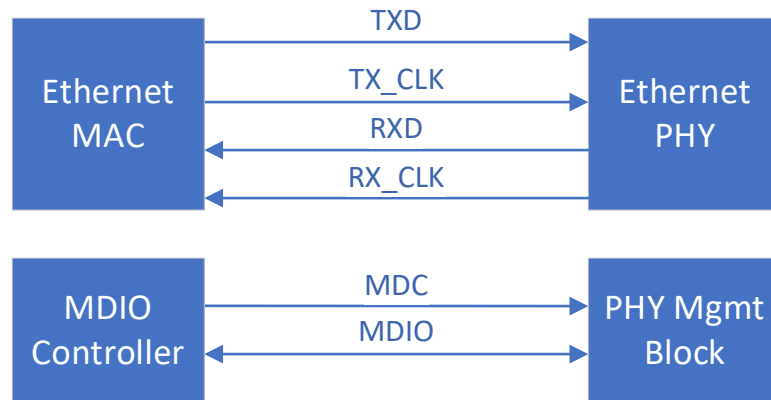 TXD
Ethernet
MAC
TX_CLK
Ethernet
PHY
RXD
RX_CLK
MDIO
Controller
MDC
MDIO
PHY Mgmt
Block